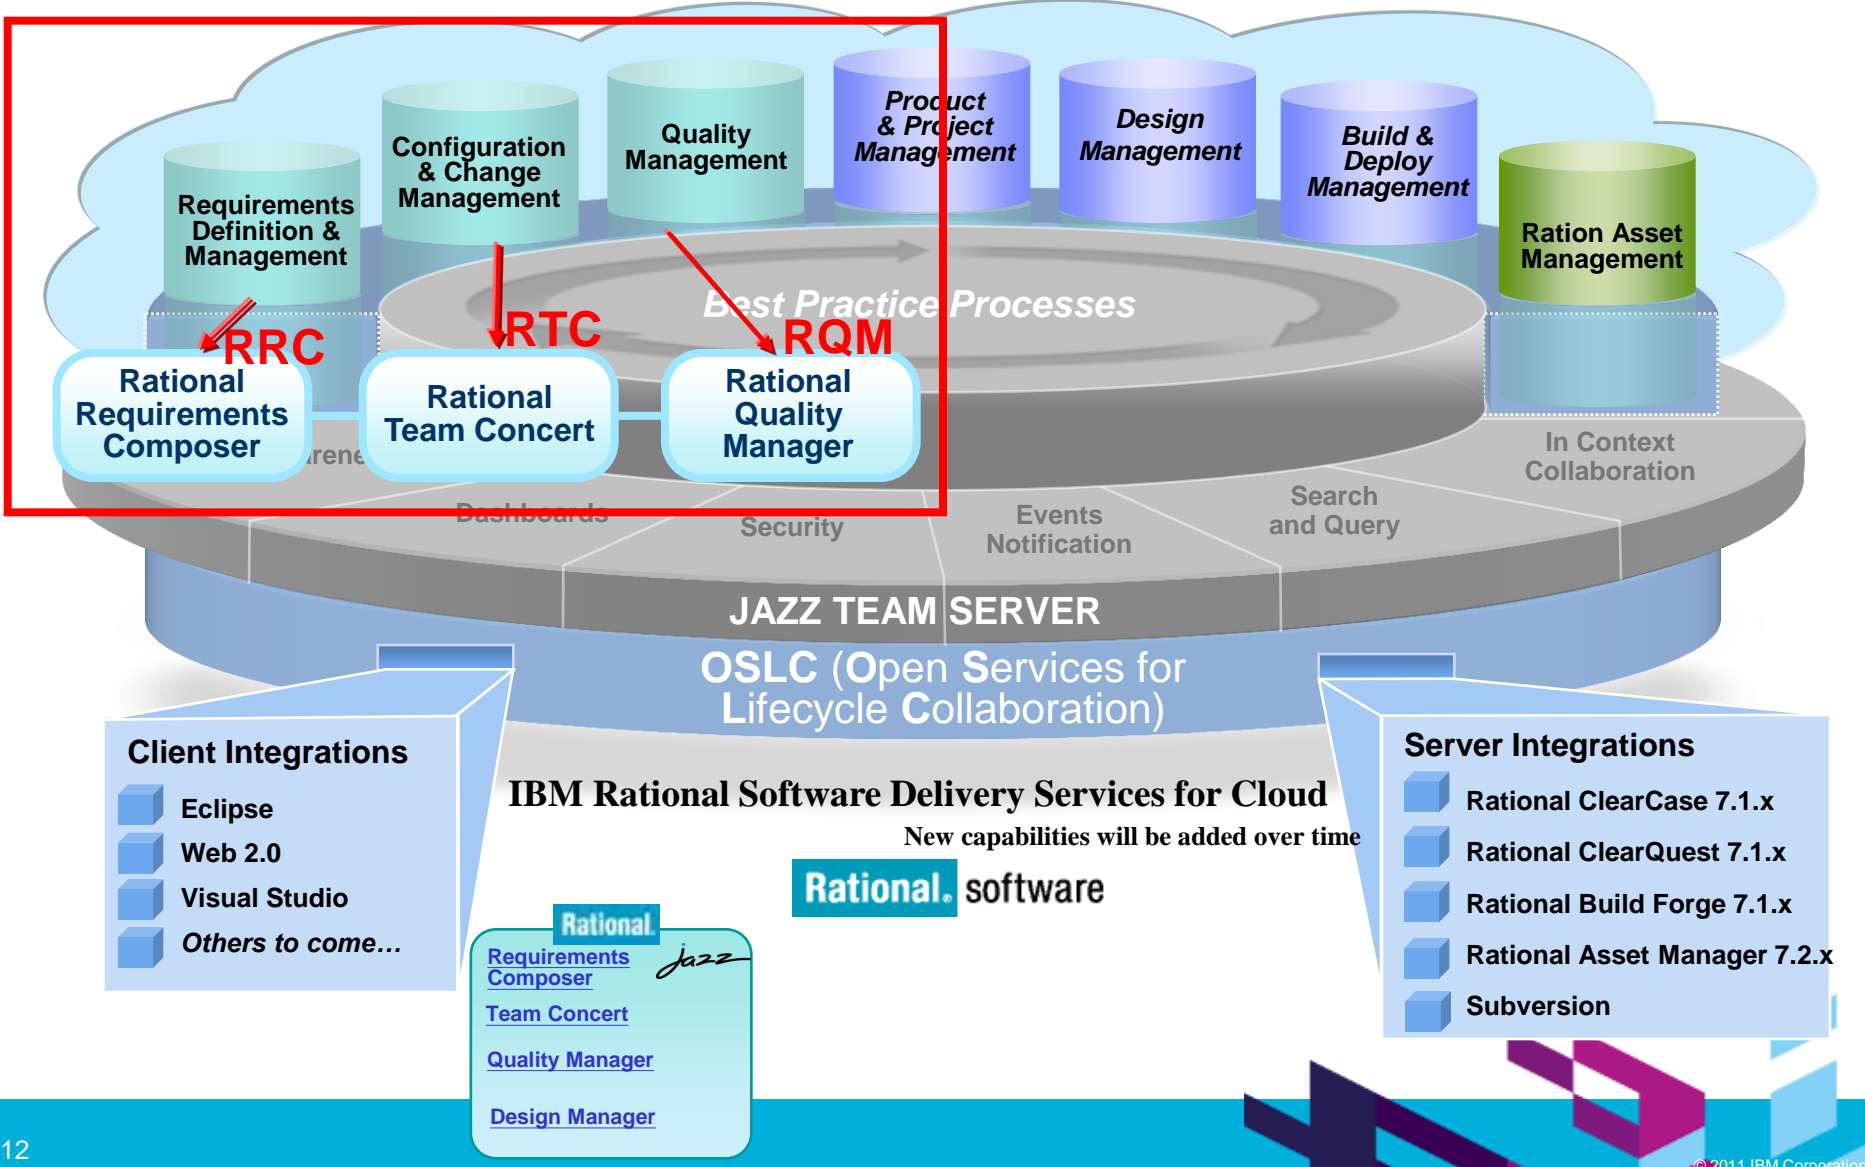 Requirements
Definition &
Management
Configuration
& Change
Management
Quality
Management
Product
& Project
Management
Design
Management
Build &
Deploy
Management
Ration Asset
Management
Best Practice Processes
RRC
RTC
RQM
Rational
Requirements
Composer
Rational
Team Concert
Rational
Quality
Manager
Dashboards
Security
Events
Notification
Search
and Query
In Context
Collaboration
JAZZ TEAM SERVER
OSLC (Open Services for
Lifecycle Collaboration)
Client Integrations
Eclipse
Web 2.0
Visual Studio
Others to come…
IBM Rational Software Delivery Services for Cloud
New capabilities will be added over time
Rational. software
Server Integrations
Rational ClearCase 7.1.x
Rational ClearQuest 7.1.x
Rational Build Forge 7.1.x
Rational Asset Manager 7.2.x
Subversion
Rational.
jazz
Requirements
Composer
Team Concert
Quality Manager
Design Manager
12
© 2011 IBM Corporation